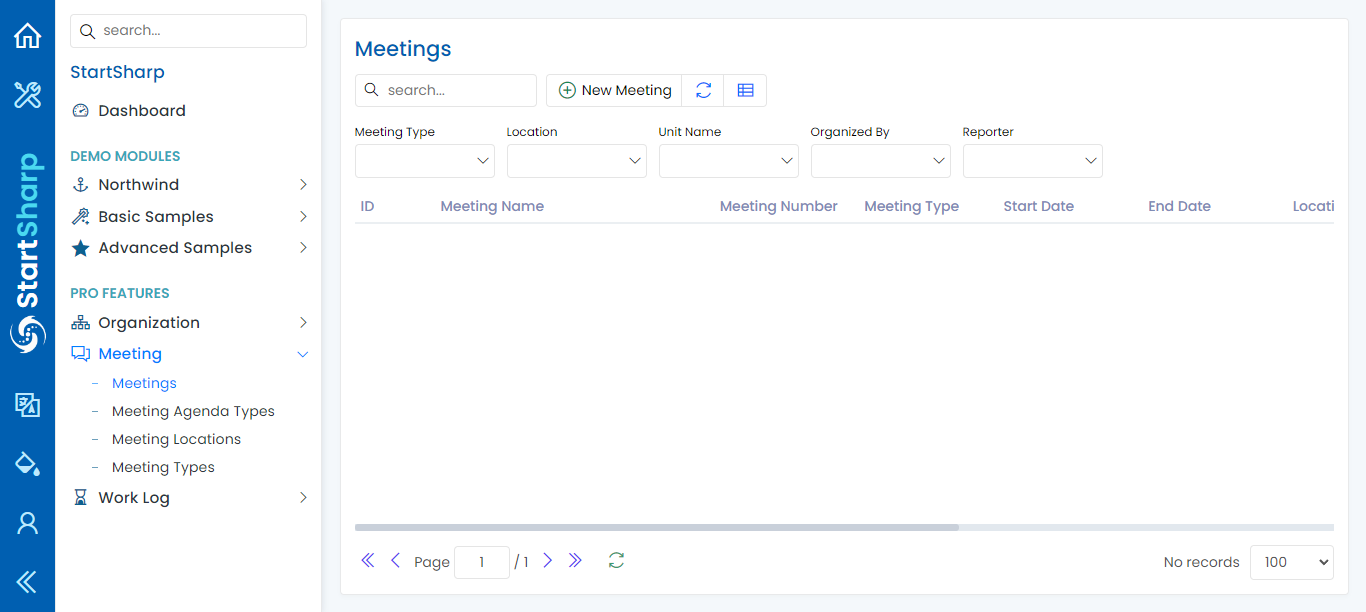 StartSharp
search...
StartSharp
Dashboard
DEMO MODULES
Northwind
Basic Samples
Advanced Samples
PRO FEATURES
Organization
Meeting
- Meetings
- Meeting Agenda Types
- Meeting Locations
- Meeting Types
Work Log
Meetings
search...
New Meeting
Meeting Type Location Unit Name Organized By Reporter
ID Meeting Name Meeting Number Meeting Type Start Date End Date Locati
Page 1 / 1
No records 100